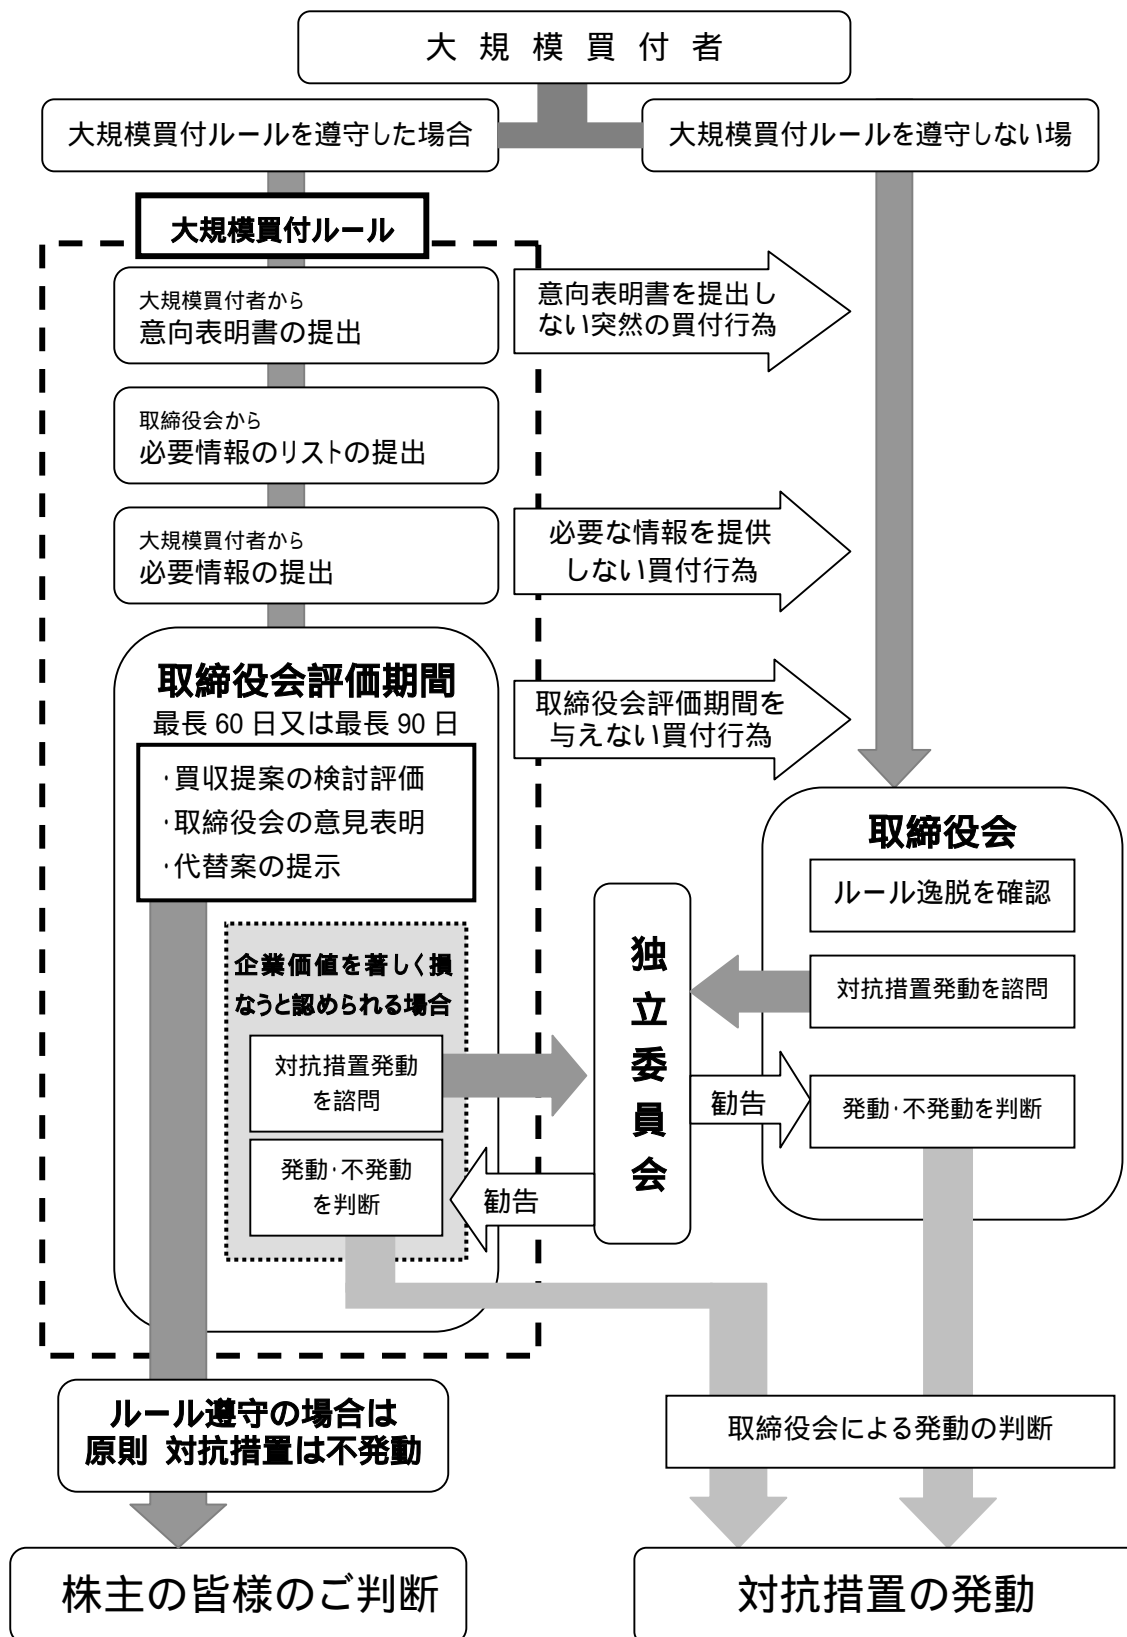 大規模買付者
大規模買付ルールを遵守した場合
大規模買付ルールを遵守しない場
大規模買付ルール
大規模買付者から
意向表明書の提出
意向表明書を提出し
ない突然の買付行為
取締役会から
必要情報のリストの提出
大規模買付者から
必要情報の提出
必要な情報を提供
しない買付行為
取締役会評価期間
最長 60 日又は最長 90 日
・買収提案の検討評価
・取締役会の意見表明
・代替案の提示
取締役会評価期間を
与えない買付行為
企業価値を著しく損
なうと認められる場合
対抗措置発動
を諮問
発動・不発動
を判断
独立委員会
勧告
勧告
取締役会
ルール逸脱を確認
対抗措置発動を諮問
発動・不発動を判断
ルール遵守の場合は
原則 対抗措置は不発動
取締役会による発動の判断
株主の皆様のご判断
対抗措置の発動